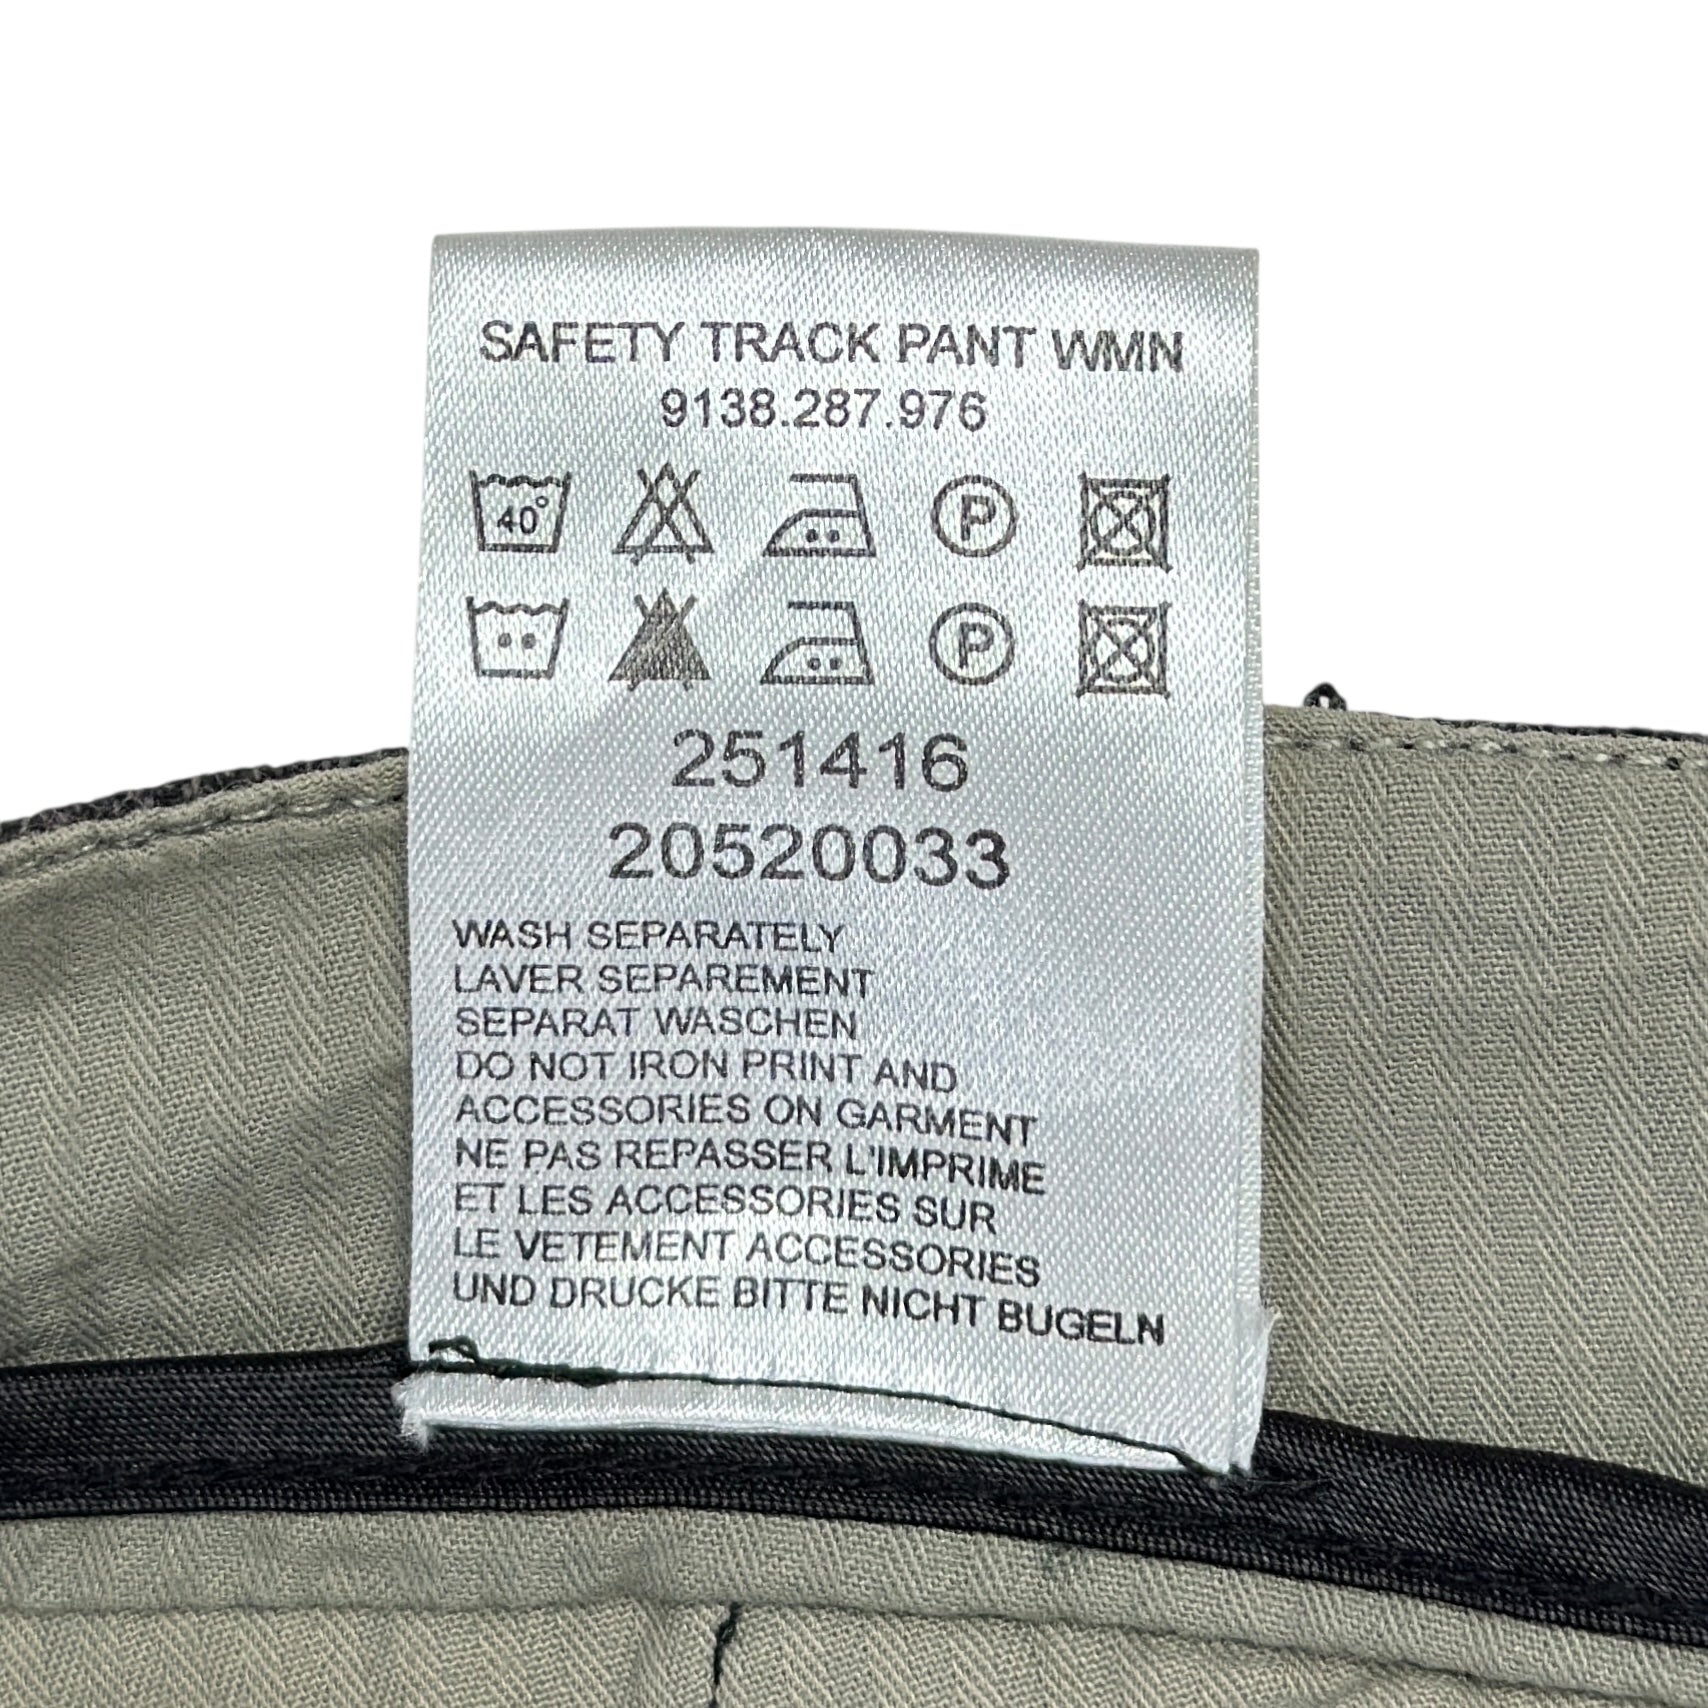 SAFETY TRACK PANT WMN
9138.287.976
40°
P
P
251416
20520033
WASH SEPARATELY
LAVER SEPAREMENT
SEPARAT WASCHEN
DO NOT IRON PRINT AND
ACCESSORIES ON GARMENT
NE PAS REPASSER L'IMPRIME
ET LES ACCESSORIES SUR
LE VETEMENT ACCESSORIES
UND DRUCKE BITTE NICHT BUGELN